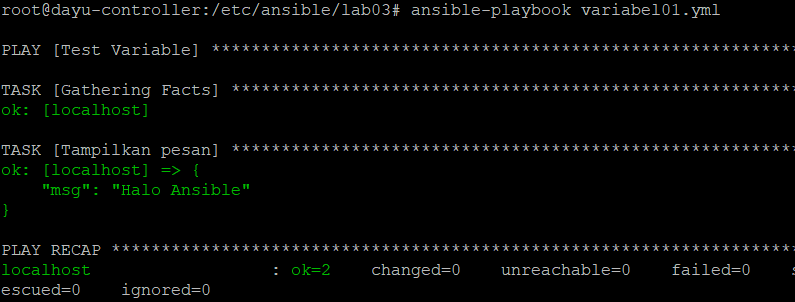 root@dayu-controller:/etc/ansible/lab03# ansible-playbook variabel01.yml
PLAY [Test Variable] ***********************************************************
TASK [Gathering Facts] *********************************************************
ok: [localhost]
TASK [Tampilkan pesan] *********************************************************
ok: [localhost] => {
    "msg": "Halo Ansible"
}
PLAY RECAP *********************************************************************
localhost                  : ok=2    changed=0    unreachable=0    failed=0    s
escued=0    ignored=0